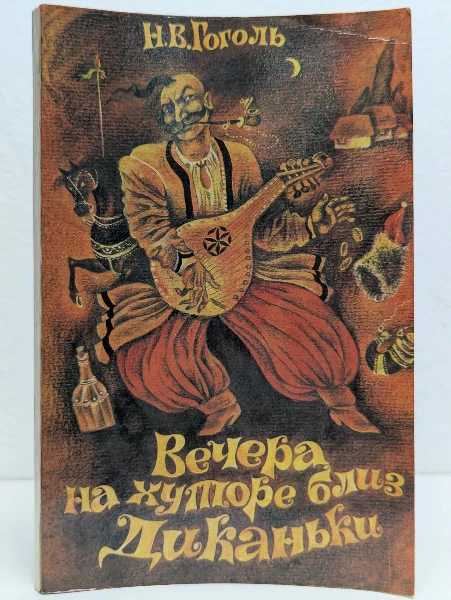 Н.В.Гоголь
Вечера
на хуторе близ
Диканьки